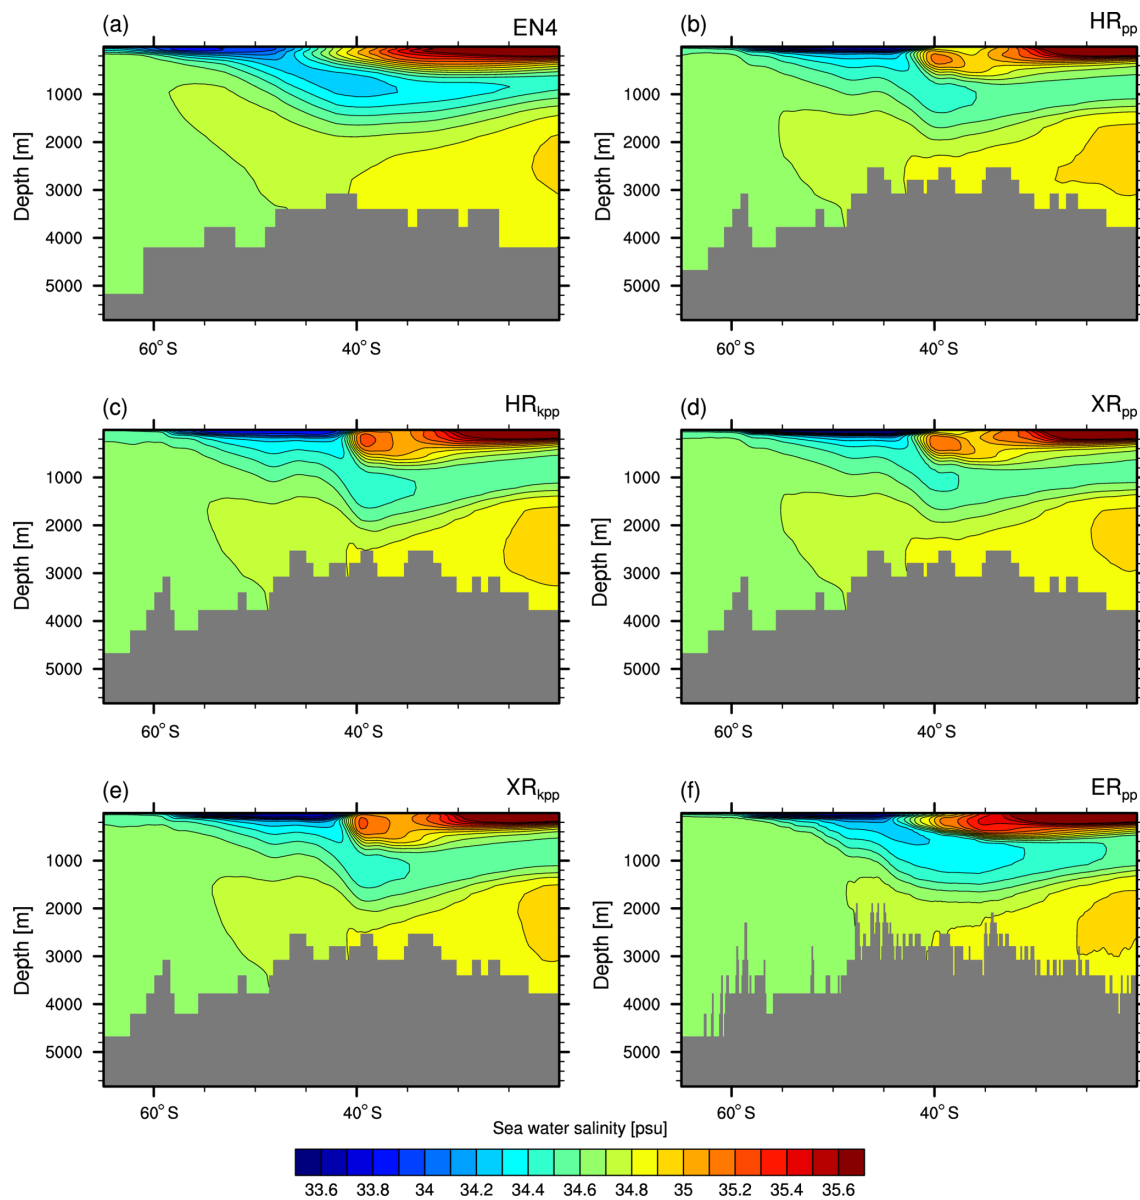 (a) EN4
Depth [m]
1000
2000
3000
4000
5000
60°S 40°S
(b) HRpp
Depth [m]
1000
2000
3000
4000
5000
60°S 40°S
(c) HRkpp
Depth [m]
1000
2000
3000
4000
5000
60°S 40°S
(d) XRpp
Depth [m]
1000
2000
3000
4000
5000
60°S 40°S
(e) XRkpp
Depth [m]
1000
2000
3000
4000
5000
60°S 40°S
(f) ERpp
Depth [m]
1000
2000
3000
4000
5000
60°S 40°S
Sea water salinity [psu]
33.6 33.8 34 34.2 34.4 34.6 34.8 35 35.2 35.4 35.6